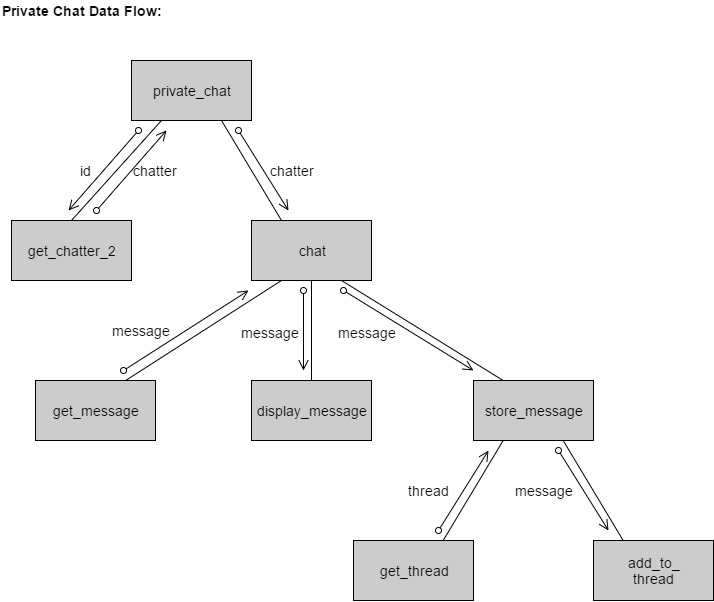 Private Chat Data Flow:
private_chat
id
chatter
chatter
get_chatter_2
chat
message
message
message
get_message
display_message
store_message
thread
message
get_thread
add_to_
thread